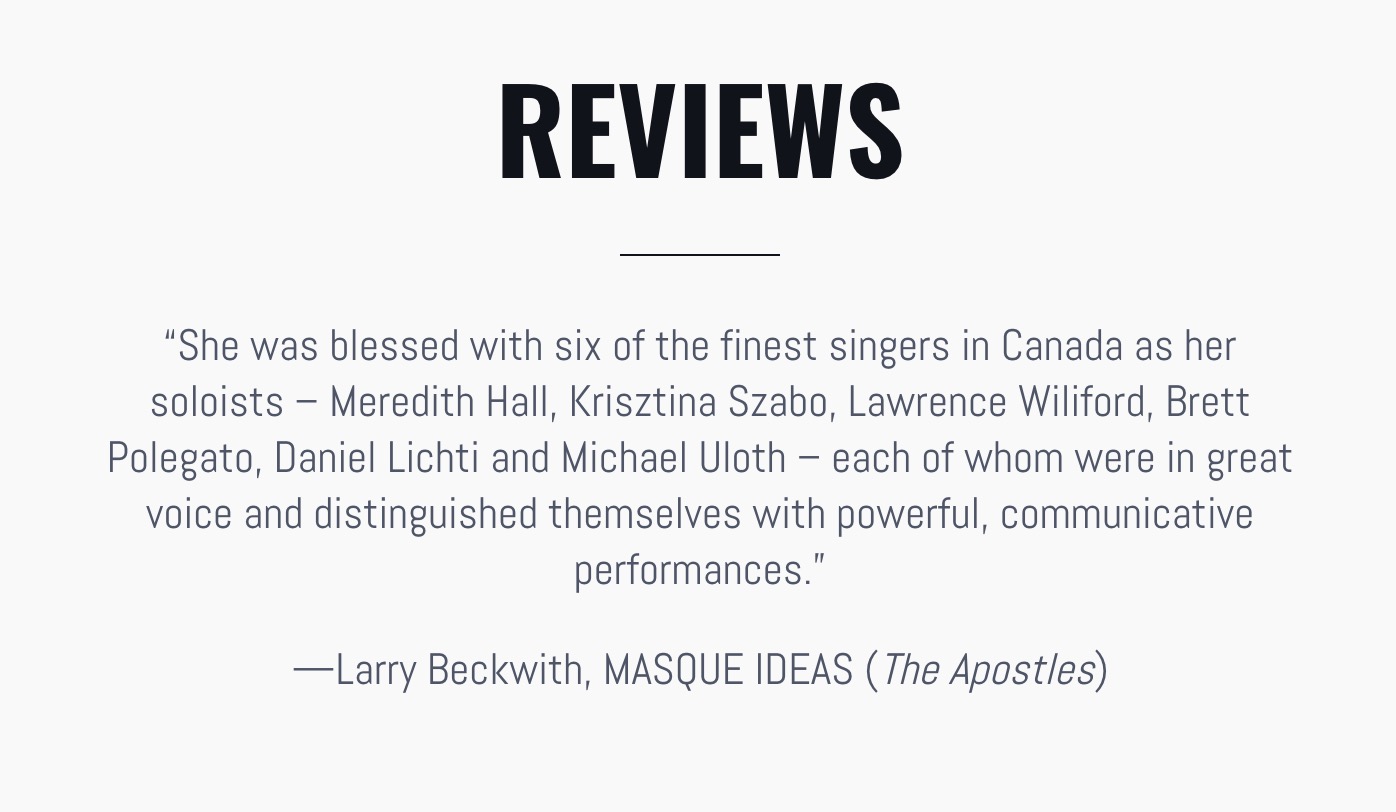 REVIEWS
“She was blessed with six of the finest singers in Canada as her
soloists – Meredith Hall, Krisztina Szabo, Lawrence Wiliford, Brett
Polegato, Daniel Lichti and Michael Uloth – each of whom were in great
voice and distinguished themselves with powerful, communicative
performances.”
—Larry Beckwith, MASQUE IDEAS (The Apostles)